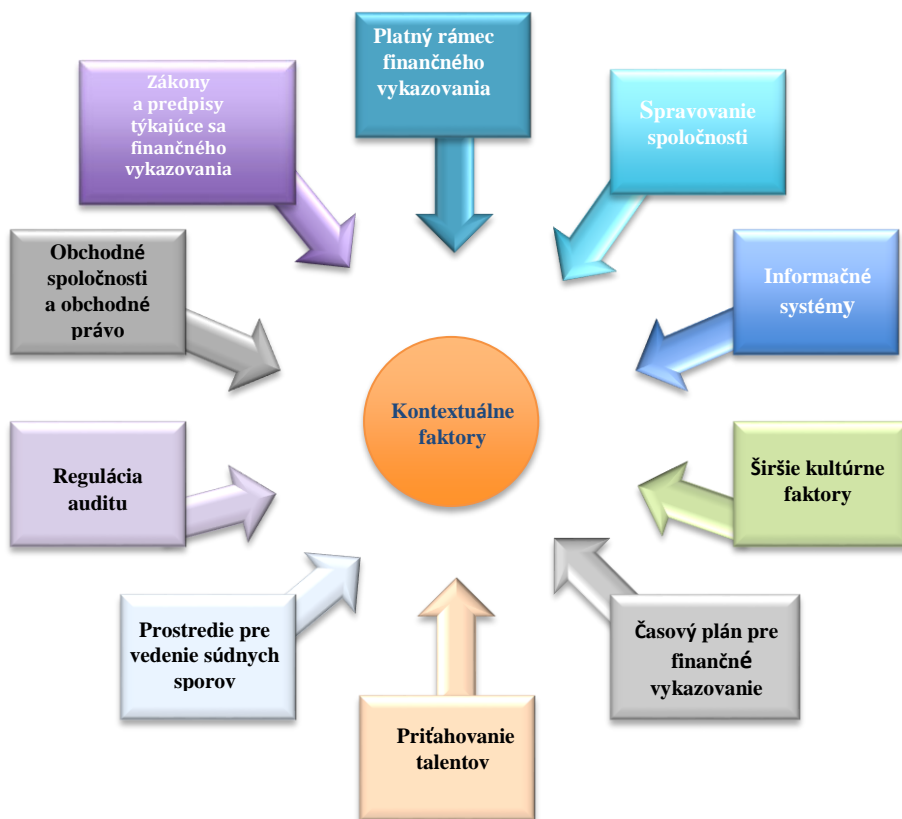 Platný rámec
finančného
vykazovania
Spravovanie
spoločnosti
Informačné
systémy
Širšie kultúrne
faktory
Časový plán pre
finančné
vykazovanie
Priťahovanie
talentov
Prostredie pre
vedenie súdnych
sporov
Regulácia
auditu
Obchodné
spoločnosti
a obchodné
právo
Zákony
a predpisy
týkajúce sa
finančného
vykazovania
Kontextuálne
faktory